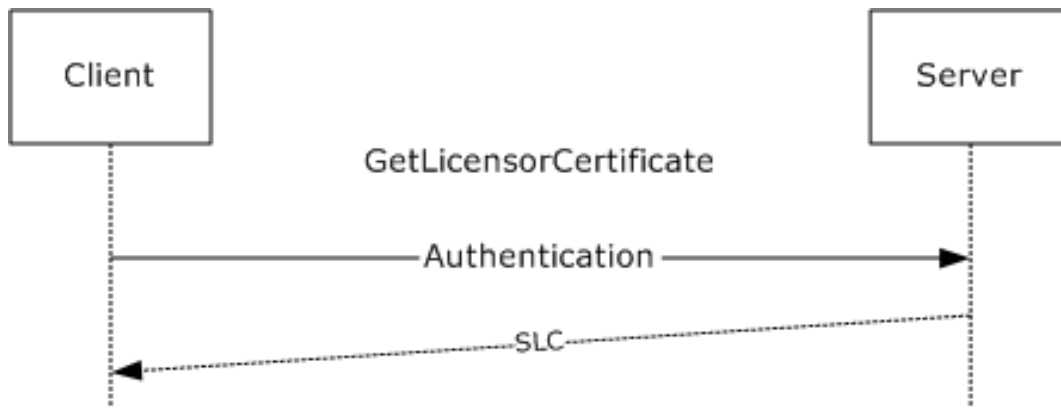 Client
Server
GetLicensorCertificate
Authentication
SLC